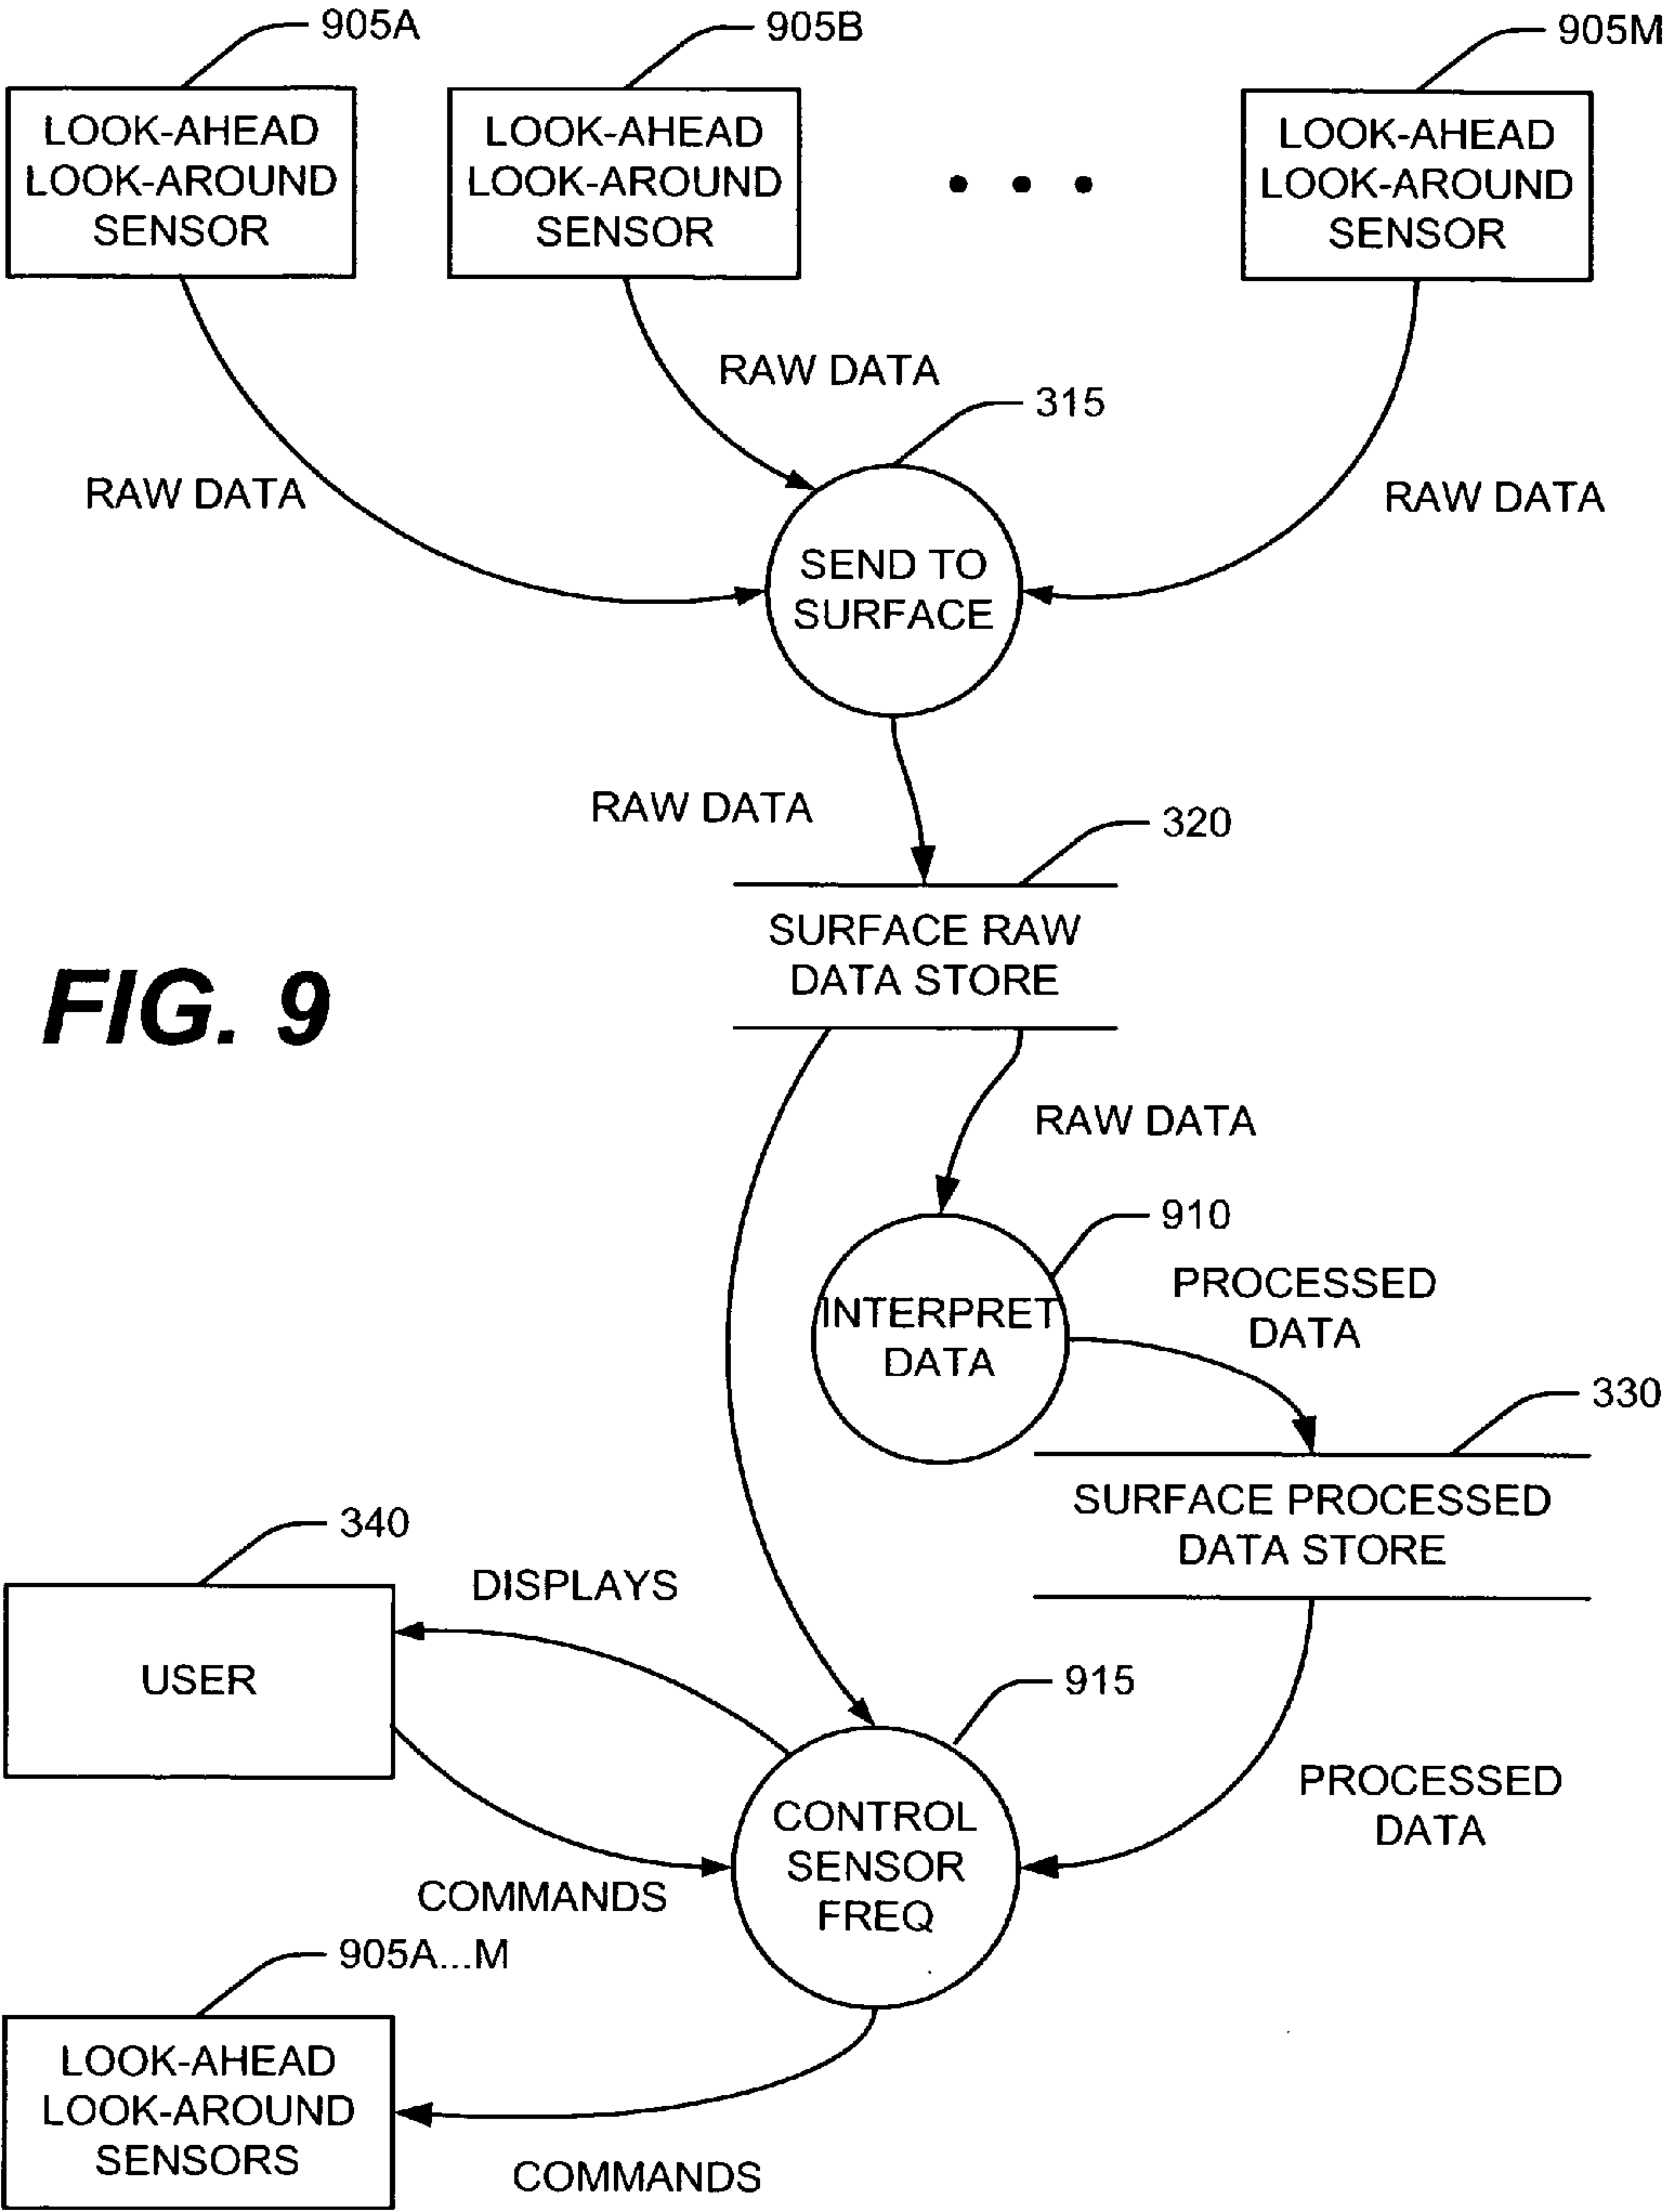 905A
905B
905M
LOOK-AHEAD
LOOK-AROUND
SENSOR
LOOK-AHEAD
LOOK-AROUND
SENSOR
LOOK-AHEAD
LOOK-AROUND
SENSOR
RAW DATA
315
RAW DATA
RAW DATA
SEND TO
SURFACE
RAW DATA
320
SURFACE RAW
DATA STORE
FIG. 9
RAW DATA
910
PROCESSED
DATA
INTERPRET
DATA
330
SURFACE PROCESSED
DATA STORE
340
DISPLAYS
USER
915
PROCESSED
DATA
CONTROL
SENSOR
FREQ
COMMANDS
905A...M
LOOK-AHEAD
LOOK-AROUND
SENSORS
COMMANDS